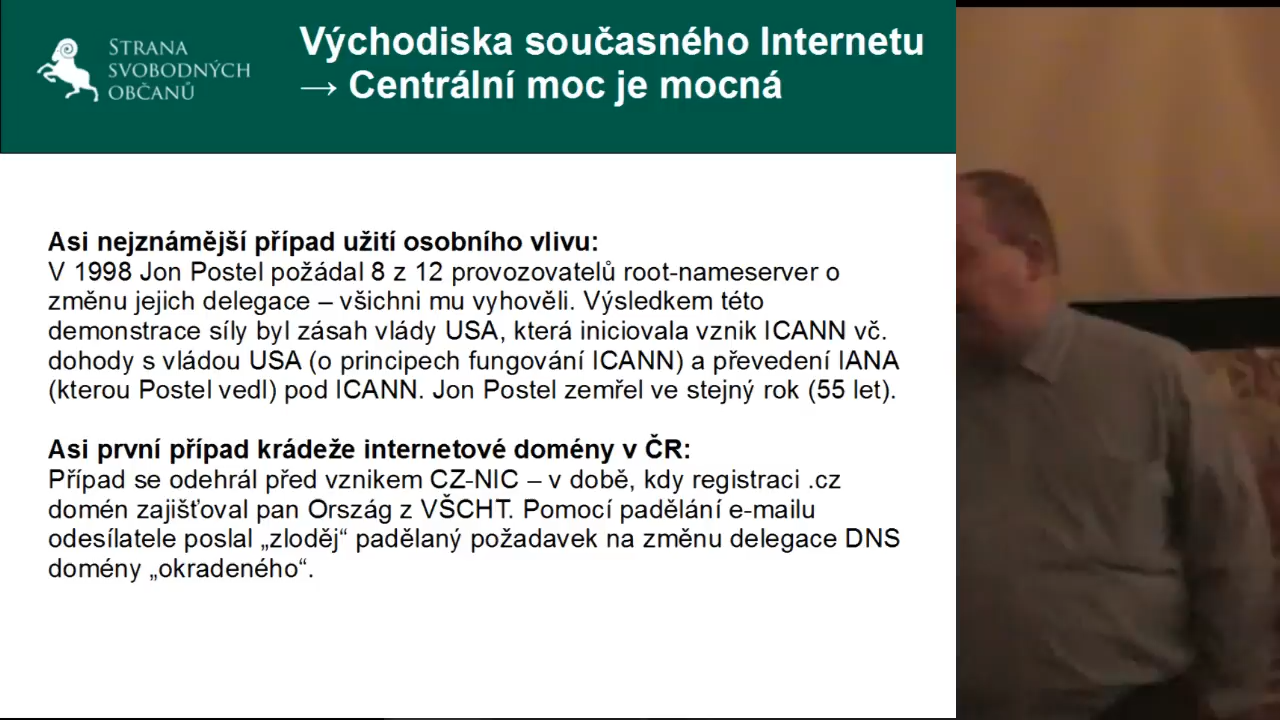 STRANA
SVOBODNÝCH
OBČANŮ
Východiska současného Internetu
→ Centrální moc je mocná
Asi nejznámější případ užití osobního vlivu:
V 1998 Jon Postel požádal 8 z 12 provozovatelů root-nameserver o
změnu jejich delegace – všichni mu vyhověli. Výsledkem této
demonstrace síly byl zásah vlády USA, která iniciovala vznik ICANN vč.
dohody s vládou USA (o principech fungování ICANN) a převedení IANA
(kterou Postel vedl) pod ICANN. Jon Postel zemřel ve stejný rok (55 let).
Asi první případ krádeže internetové domény v ČR:
Případ se odehrál před vznikem CZ-NIC – v době, kdy registraci .cz
domén zajišťoval panOrszág z VŠCHT. Pomocí padělání e-mailu
odesílatele poslal „zloděj“ padělaný požadavek na změnu delegace DNS
domény „okradeného“.